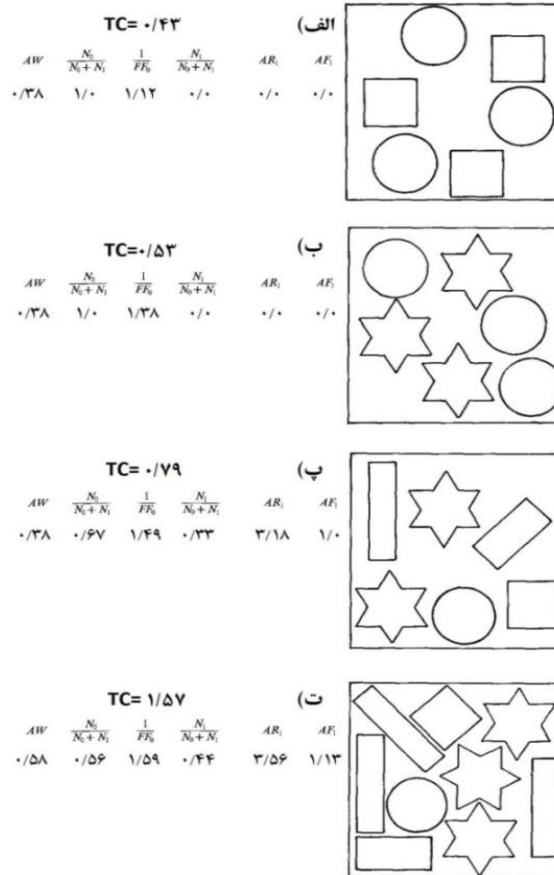 الف) TC= ۰/۴۳
AW N₀/(N₀+N₁) 1/FF₀ N₁/(N₀+N₁) AR₁ AF₁
۰/۳۸ ۱/۰ ۱/۱۲ ۰/۰ ۰/۰ ۰/۰
ب) TC=۰/۵۳
AW N₀/(N₀+N₁) 1/FF₀ N₁/(N₀+N₁) AR₁ AF₁
۰/۳۸ ۱/۰ ۱/۳۸ ۰/۰ ۰/۰ ۰/۰
پ) TC= ۰/۷۹
AW N₀/(N₀+N₁) 1/FF₀ N₁/(N₀+N₁) AR₁ AF₁
۰/۳۸ ۰/۶۷ ۱/۴۹ ۰/۳۳ ۳/۱۸ ۱/۰
ت) TC= ۱/۵۷
AW N₀/(N₀+N₁) 1/FF₀ N₁/(N₀+N₁) AR₁ AF₁
۰/۵۸ ۰/۵۶ ۱/۵۹ ۰/۴۴ ۳/۵۶ ۱/۱۳